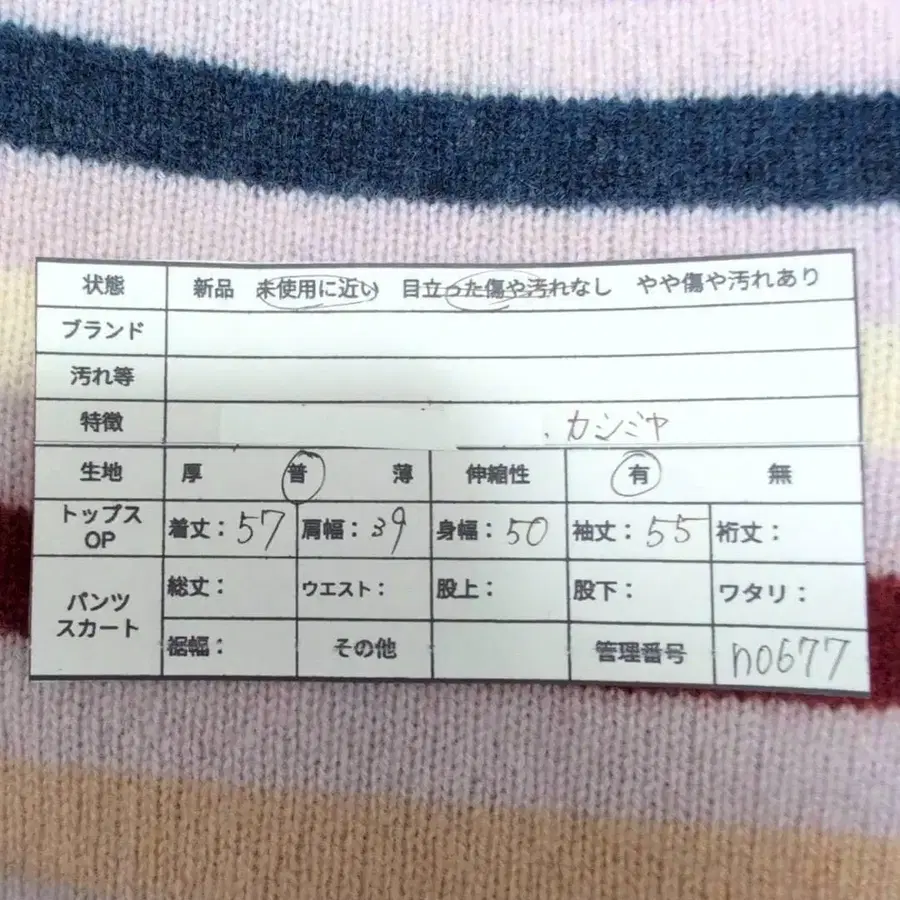 状態 新品 未使用に近い 目立った傷や汚れなし やや傷や汚れあり
ブランド
汚れ等
特徴 . カシミヤ
生地 厚 普 薄 伸縮性 有 無
トップス OP 着丈：57 肩幅：39 身幅：50 袖丈：55 裄丈：
パンツ スカート 総丈： ウエスト： 股上： 股下： ワタリ：
裾幅： その他 管理番号 no677